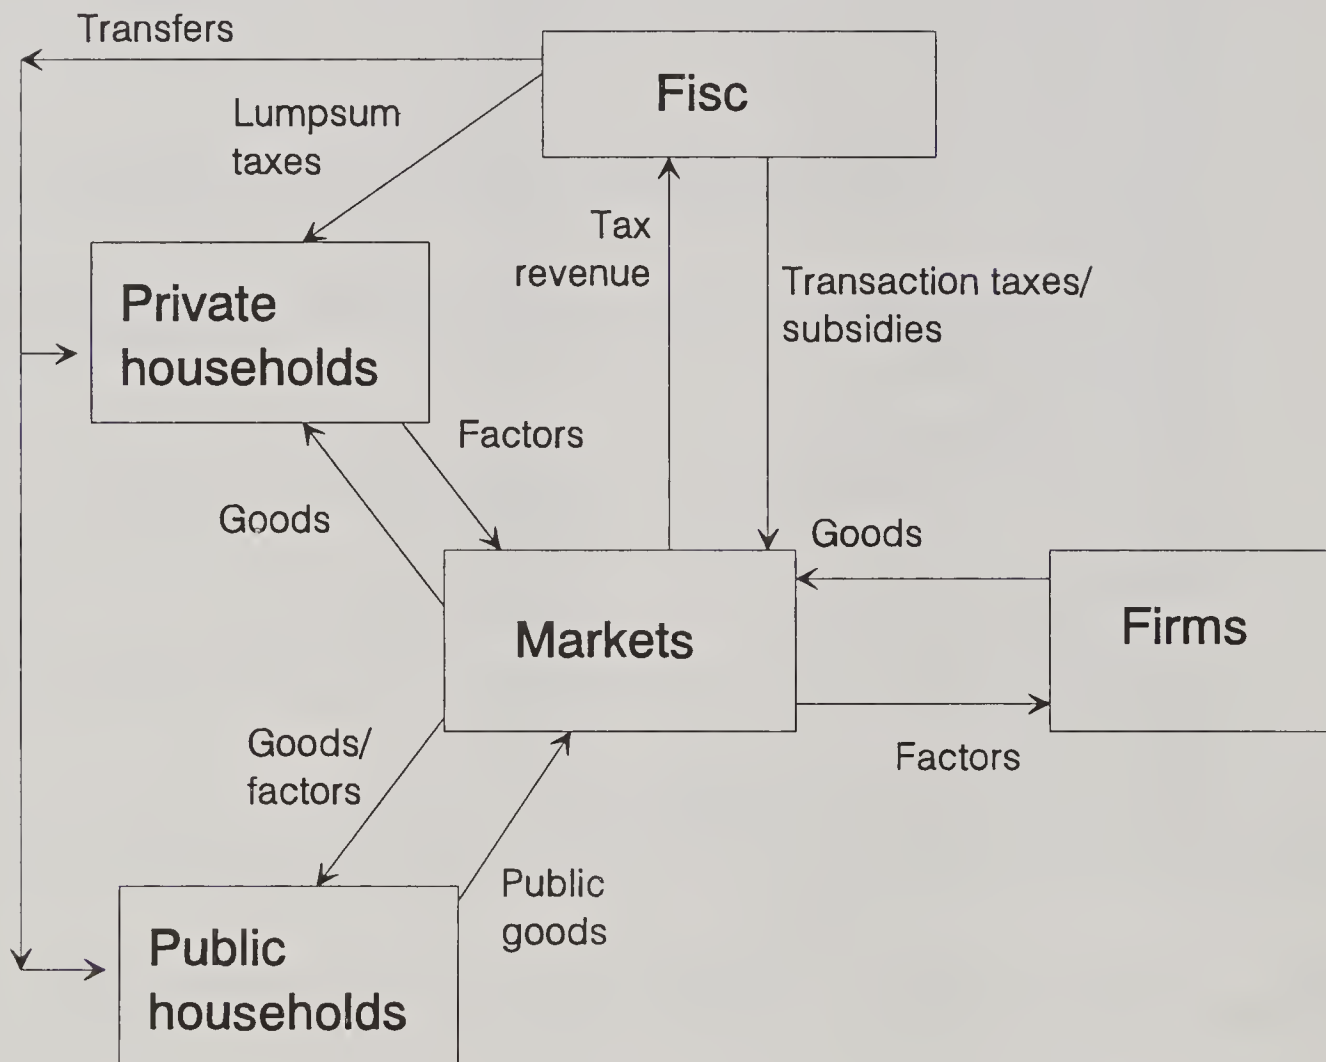 Transfers
Fisc
Lumpsum
taxes
Tax
revenue
Transaction taxes/
subsidies
Private
households
Factors
Goods
Goods
Markets
Firms
Goods/
factors
Factors
Public
goods
Public
households